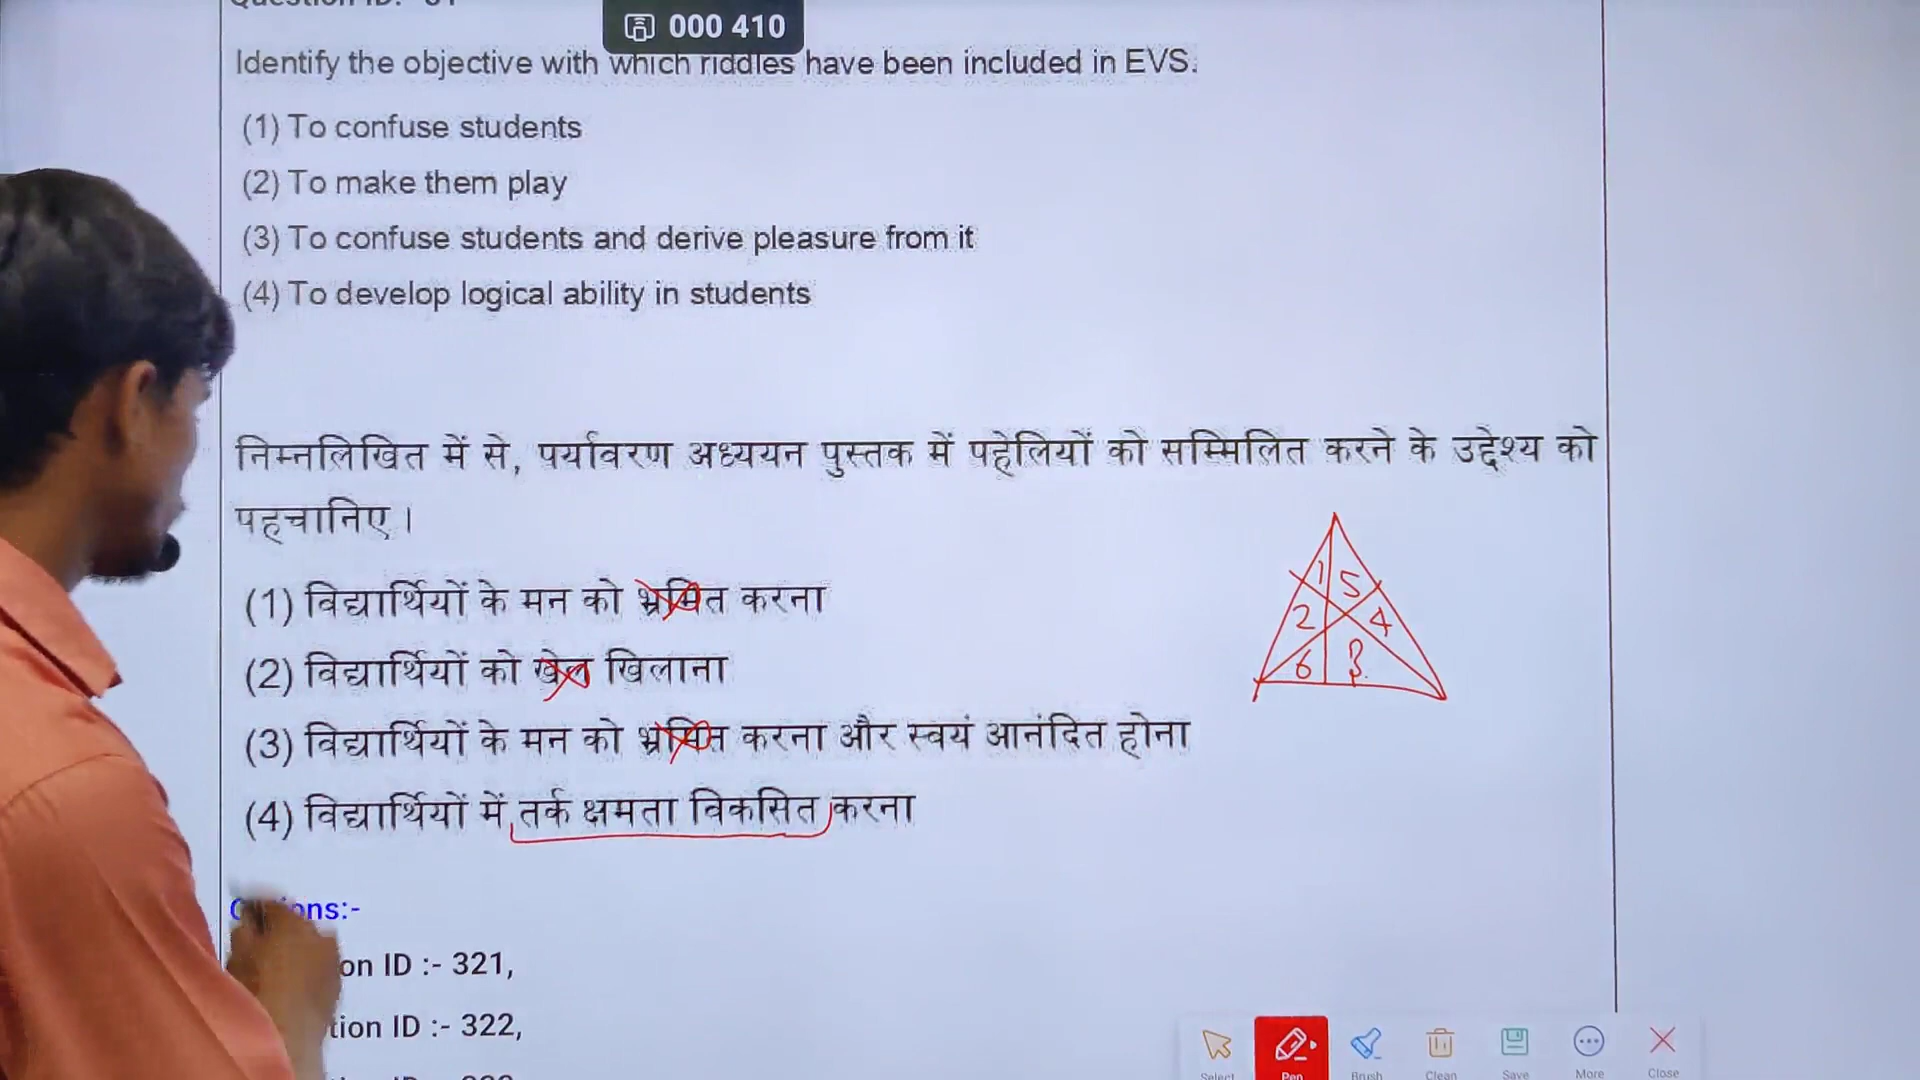 000 410
Identify the objective with which riddles have been included in EVS.
(1) To confuse students
(2) To make them play
(3) To confuse students and derive pleasure from it
(4) To develop logical ability in students
निम्नलिखित में से, पर्यावरण अध्ययन पुस्तक में पहेलियों को सम्मिलित करने के उद्देश्य को
पहचानिए।
(1) विद्यार्थियों के मन को भ्रमित करना
(2) विद्यार्थियों को खेल खिलाना
(3) विद्यार्थियों के मन को भ्रमित करना और स्वयं आनंदित होना
(4) विद्यार्थियों में तर्क क्षमता विकसित करना
1 5
2 4
6 3
ID :- 321,
ID :- 322,
Select Pen Brush Clean Save More Close